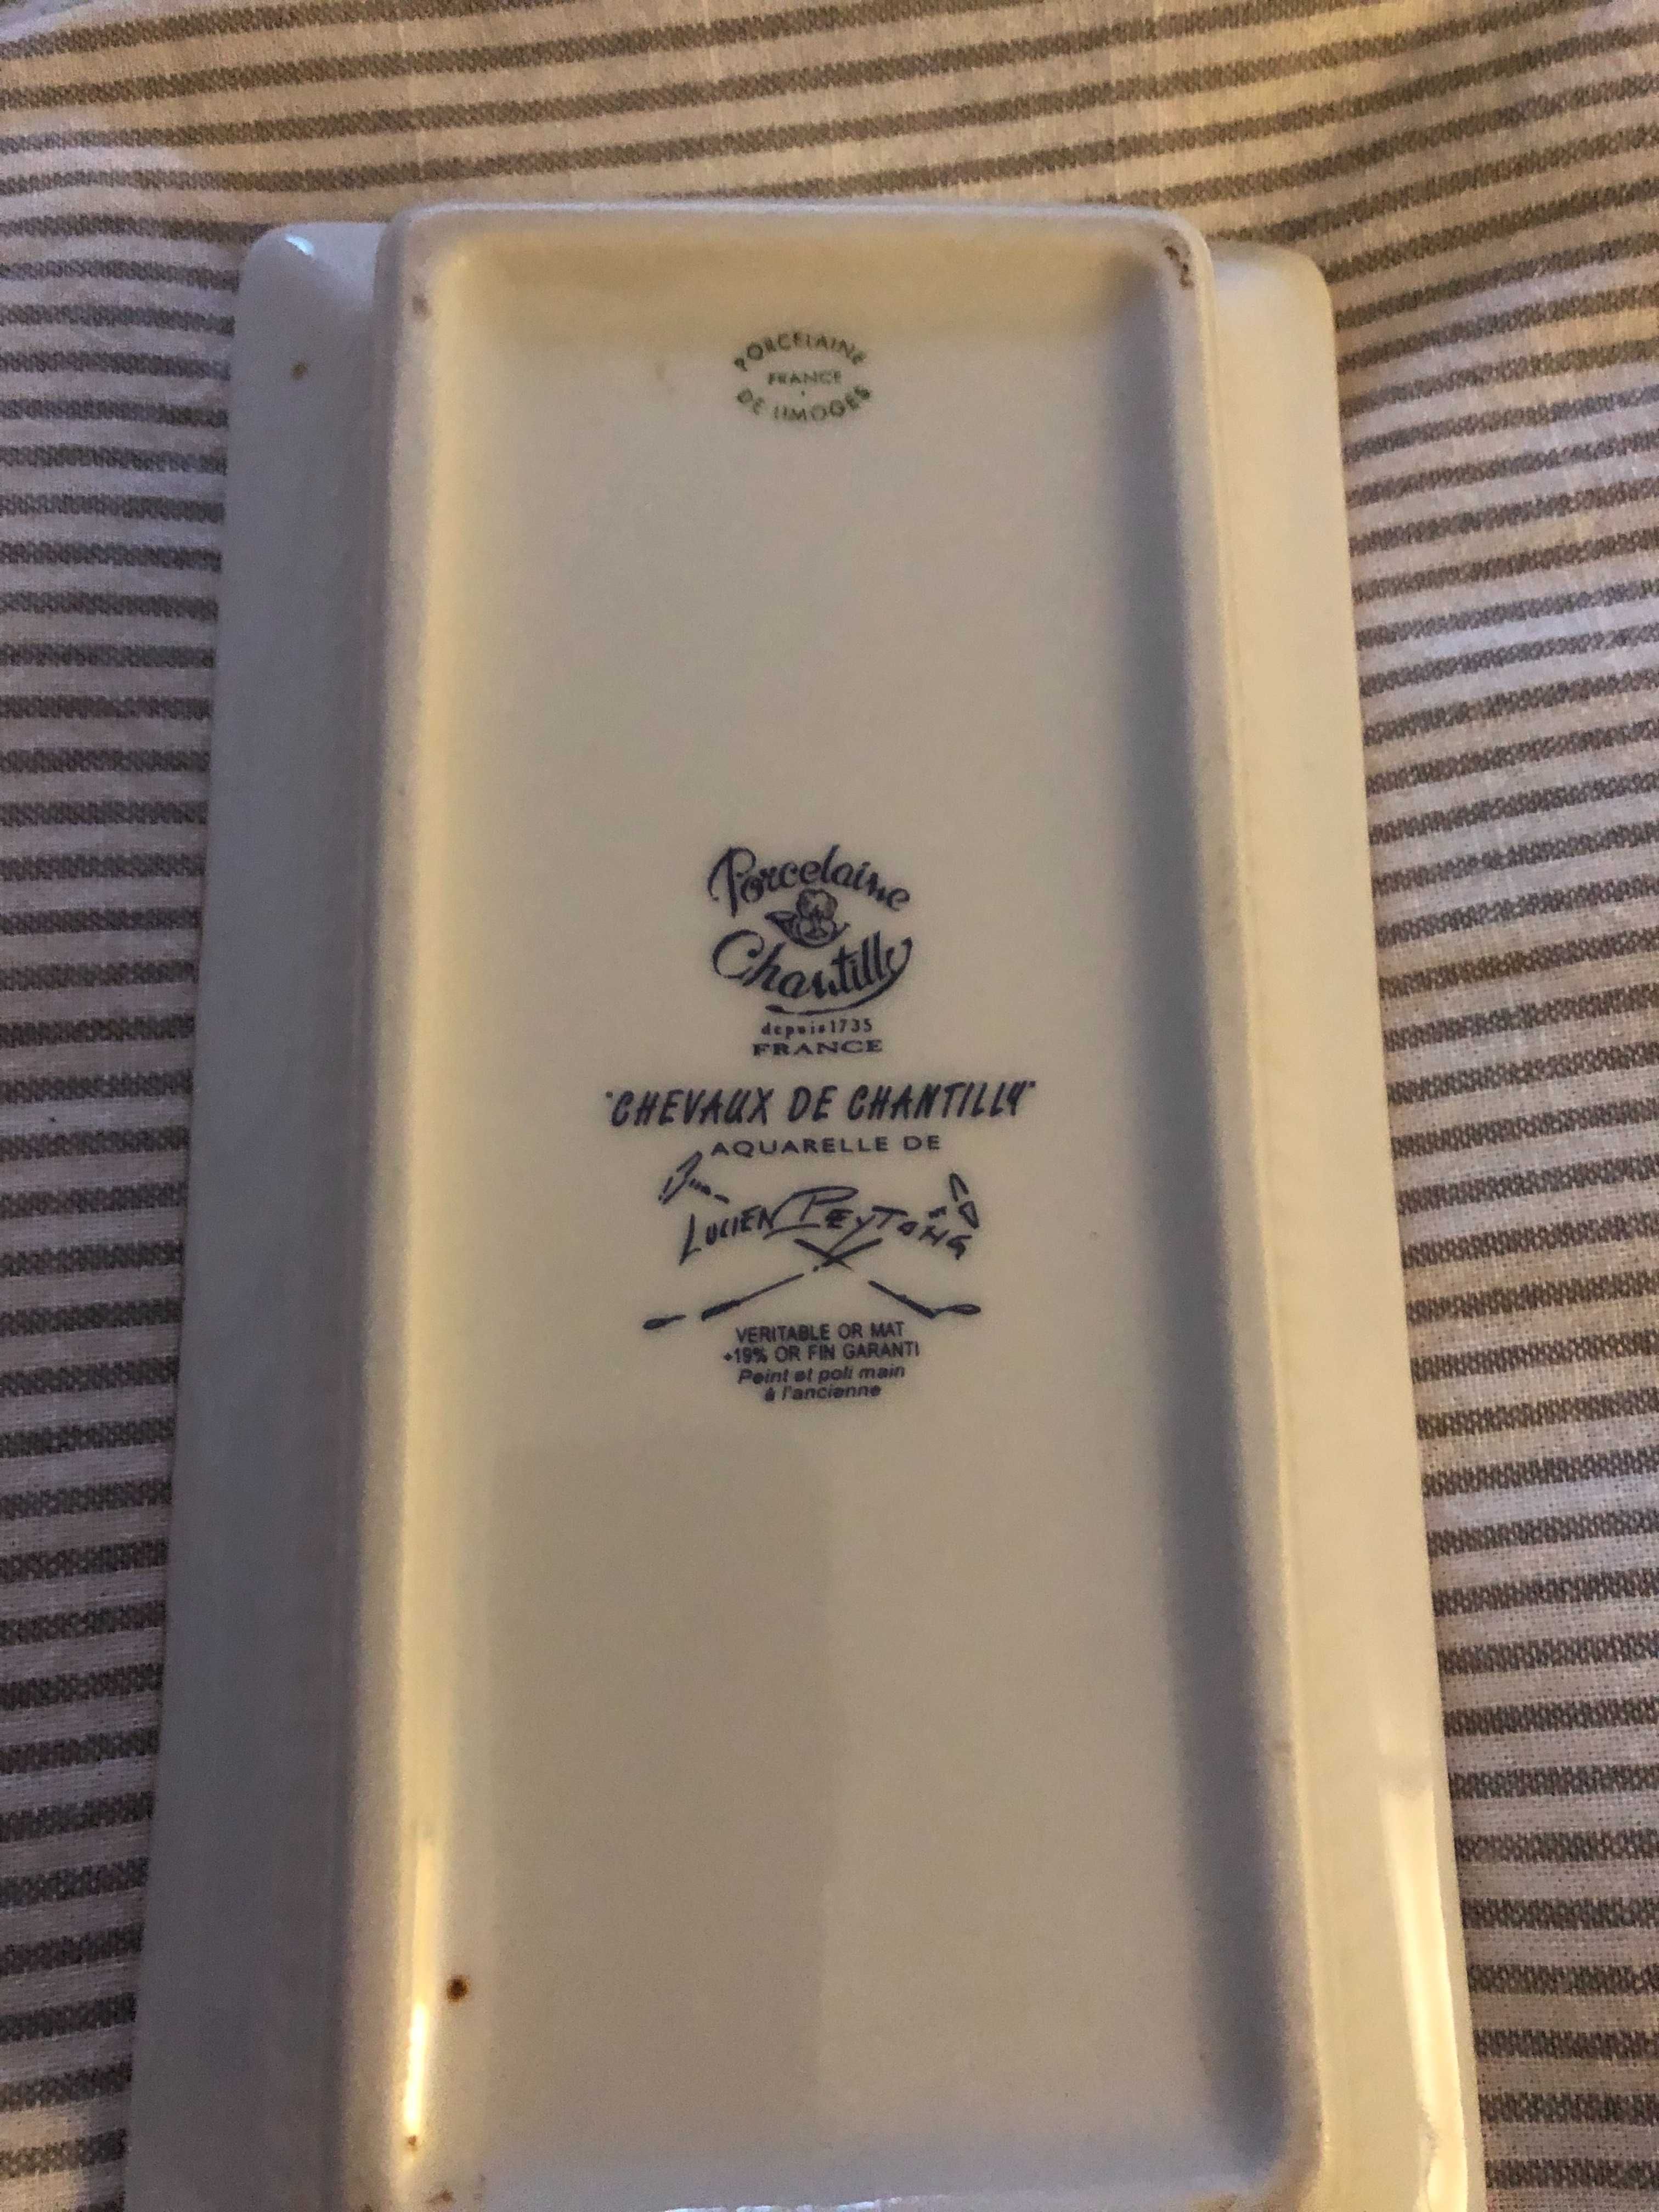 PORCELAINE
FRANCE
DE LIMOGES
Porcelaine
Chantilly
depuis 1735
FRANCE
"CHEVAUX DE CHANTILLY"
AQUARELLE DE
LUCIEN PEYTONG
VERITABLE OR MAT
+19% OR FIN GARANTI
Peint et poli main
à l'ancienne